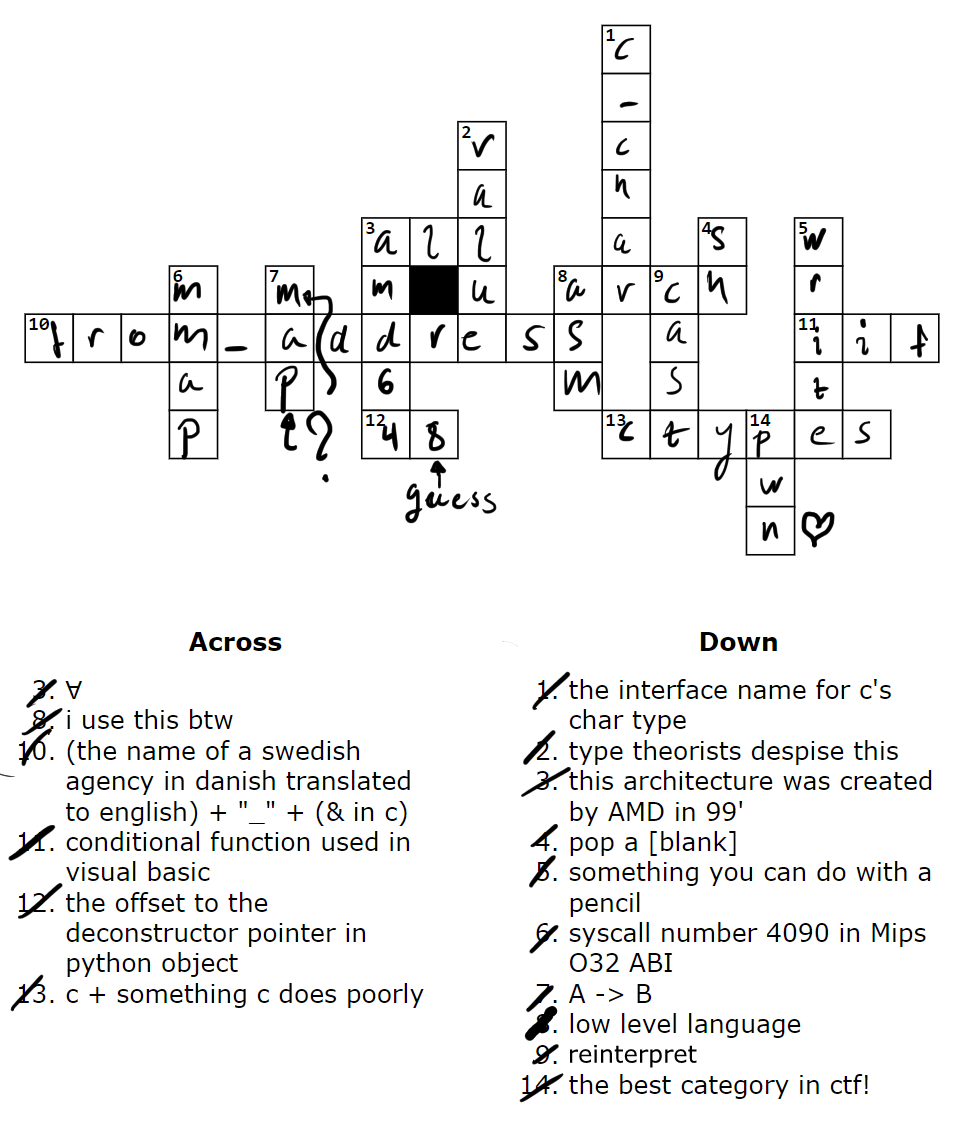 1 c
-
c
2 v h
a
3 a l l a 4 s 5 w
6 m 7 m m u 8 a r 9 c h r
10 f r o m _ a d d r e s s a 11 i i f
a p 6 m s t
p ? 12 4 8 13 c t y 14 p e s
guess w
n ♡
Across
3. ∀
8. i use this btw
10. (the name of a swedish
agency in danish translated
to english) + "_" + (& in c)
11. conditional function used in
visual basic
12. the offset to the
deconstructor pointer in
python object
13. c + something c does poorly
Down
1. the interface name for c's
char type
2. type theorists despise this
3. this architecture was created
by AMD in 99'
4. pop a [blank]
5. something you can do with a
pencil
6. syscall number 4090 in Mips
O32 ABI
7. A -> B
8. low level language
9. reinterpret
14. the best category in ctf!